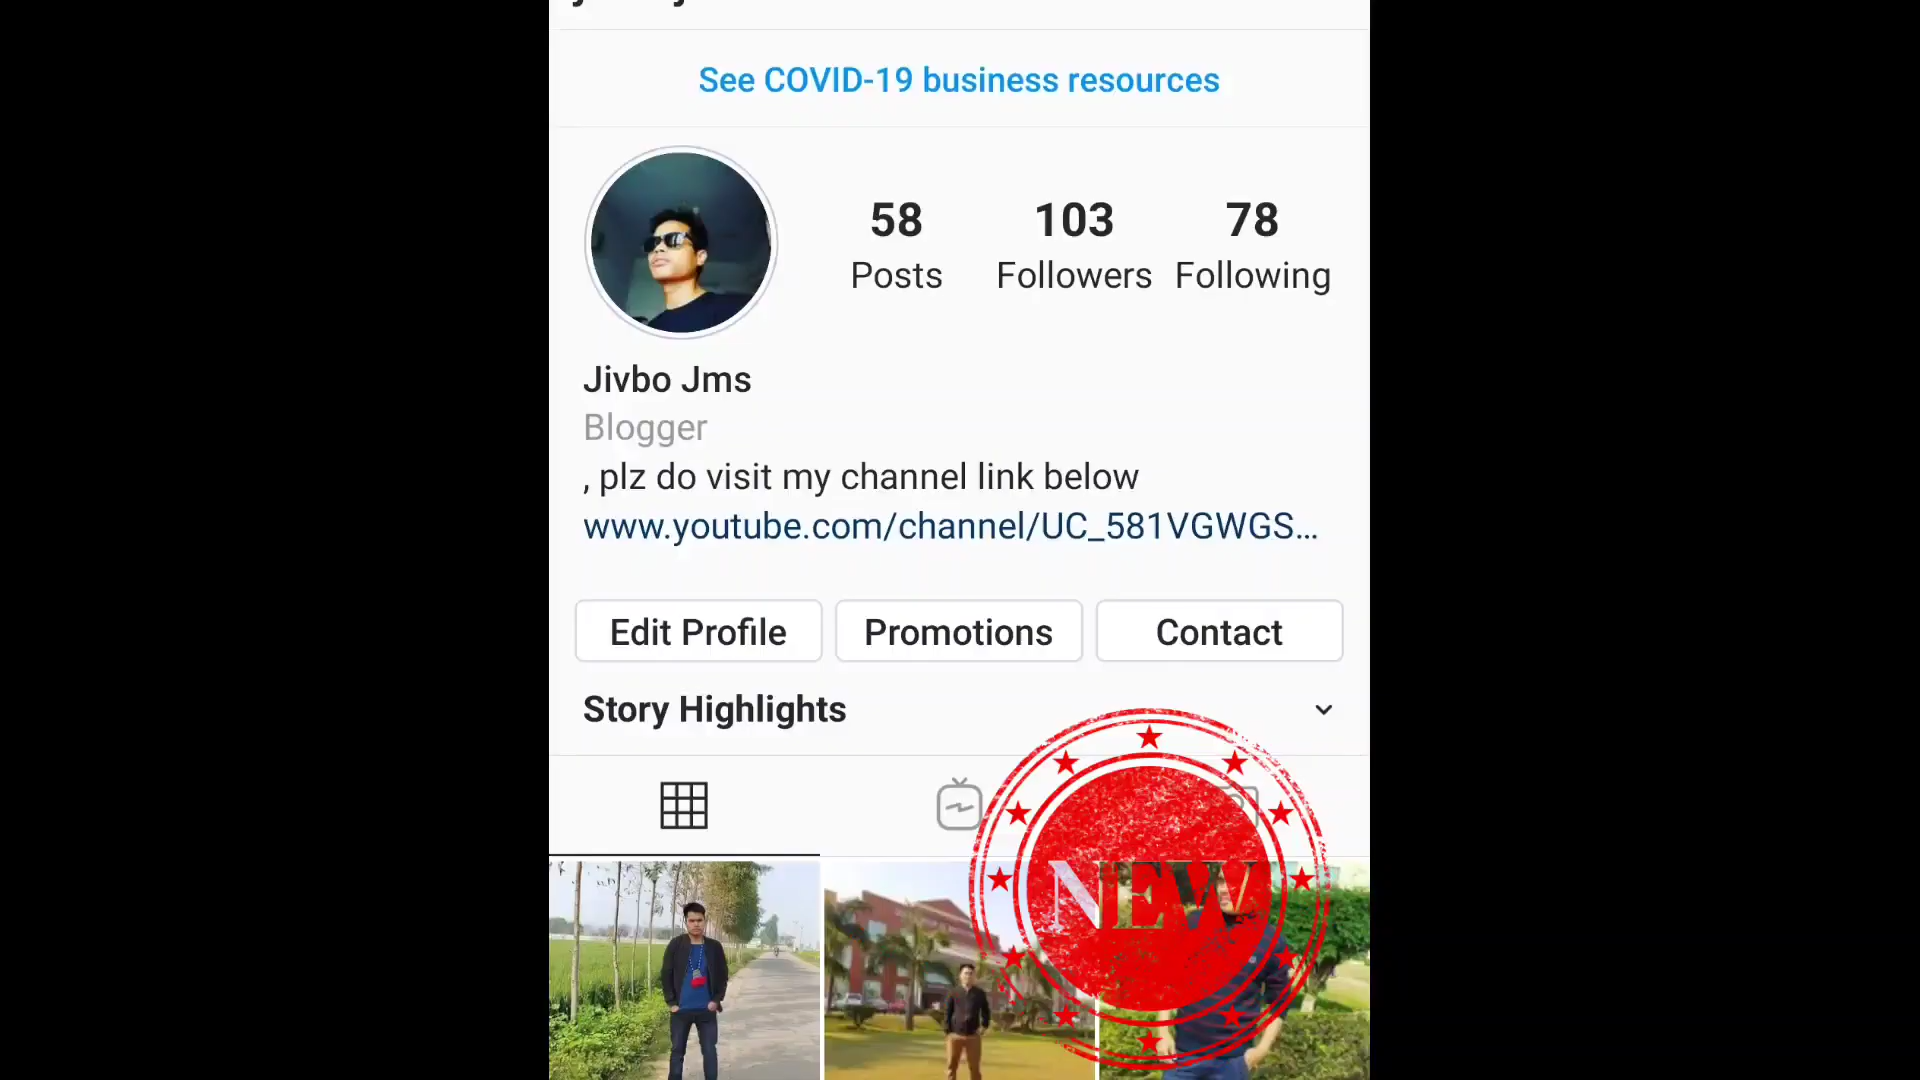 See COVID-19 business resources
58 103 78
Posts Followers Following
Jivbo Jms
Blogger
, plz do visit my channel link below
www.youtube.com/channel/UC_581VGWGS...
Edit Profile Promotions Contact
Story Highlights
NEW